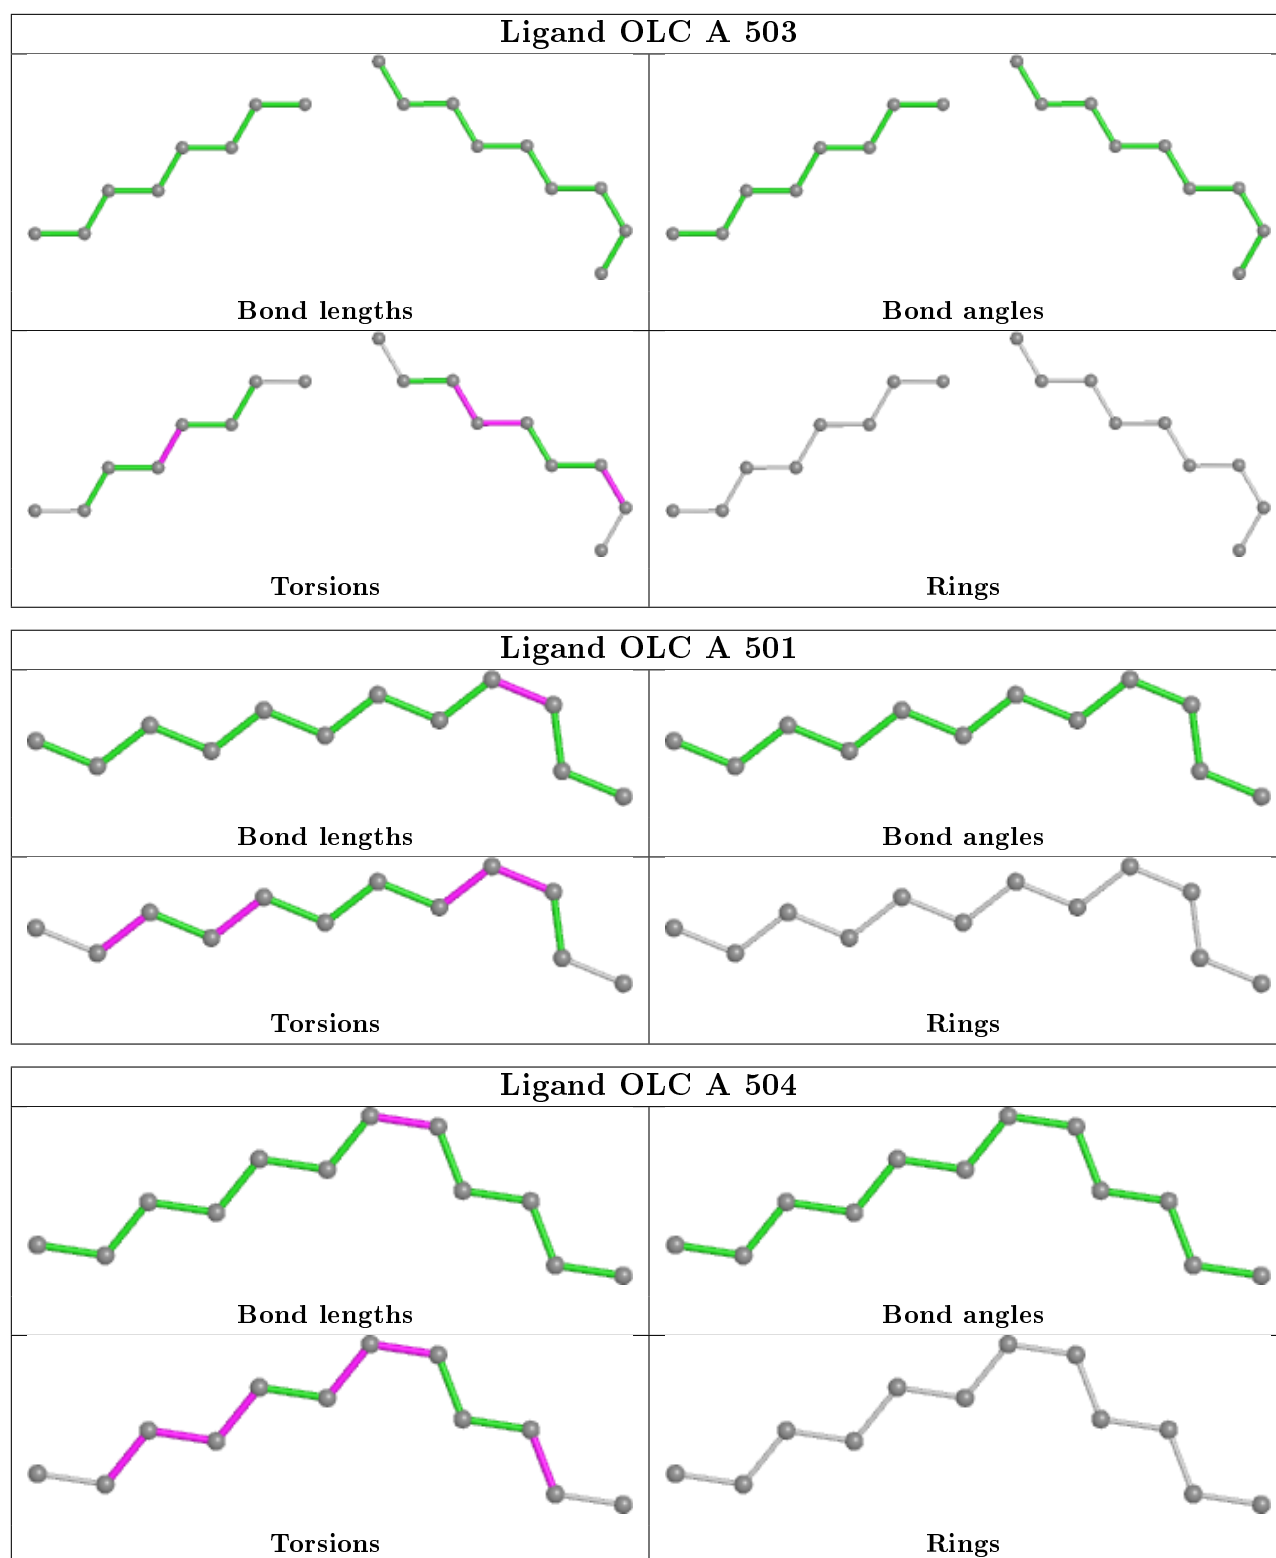 Ligand OLC A 503
Bond lengths
Bond angles
Torsions
Rings
Ligand OLC A 501
Bond lengths
Bond angles
Torsions
Rings
Ligand OLC A 504
Bond lengths
Bond angles
Torsions
Rings